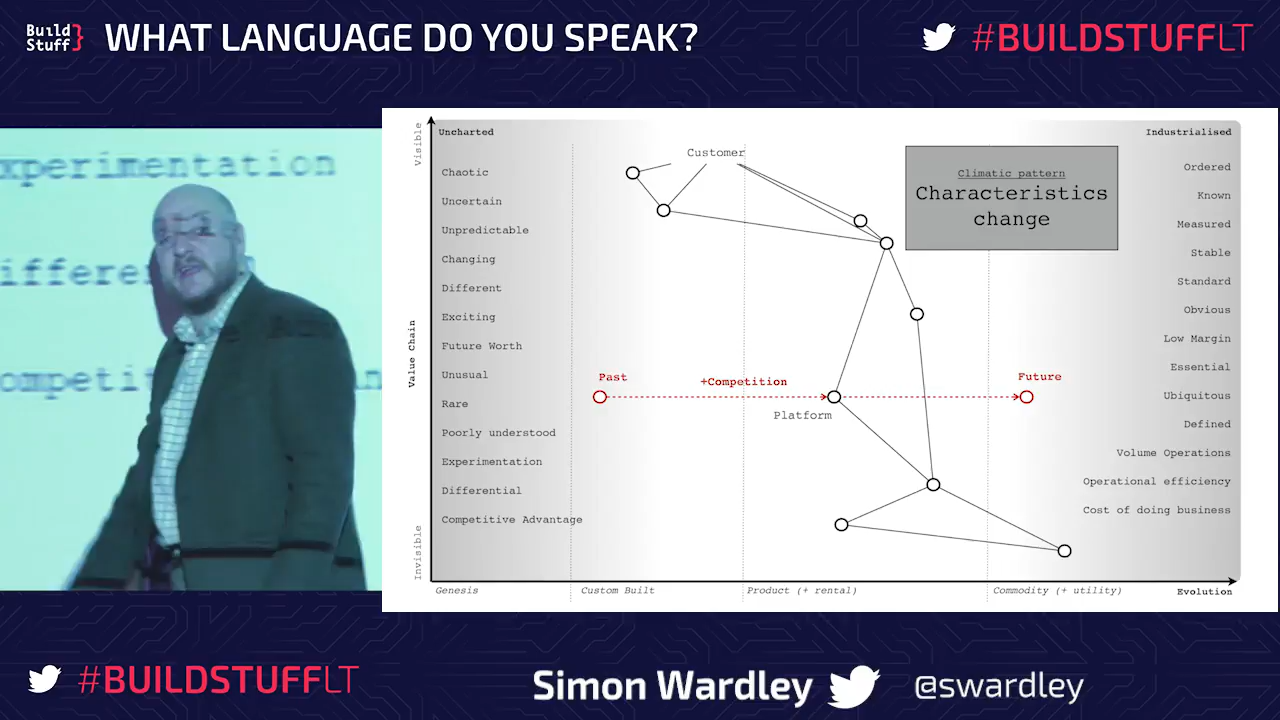 Build
Stuff}
WHAT LANGUAGE DO YOU SPEAK?
#BUILDSTUFFLT
xperimentation
iffere
ompeti
Visible
Uncharted
Industrialised
Customer
Climatic pattern
Characteristics
change
Chaotic
Uncertain
Unpredictable
Changing
Different
Exciting
Future Worth
Unusual
Rare
Poorly understood
Experimentation
Differential
Competitive Advantage
Ordered
Known
Measured
Stable
Standard
Obvious
Low Margin
Essential
Ubiquitous
Defined
Volume Operations
Operational efficiency
Cost of doing business
Value Chain
Past
+Competition
Future
Platform
Invisible
Genesis
Custom Built
Product (+ rental)
Commodity (+ utility)
Evolution
#BUILDSTUFFLT
Simon Wardley
@swardley